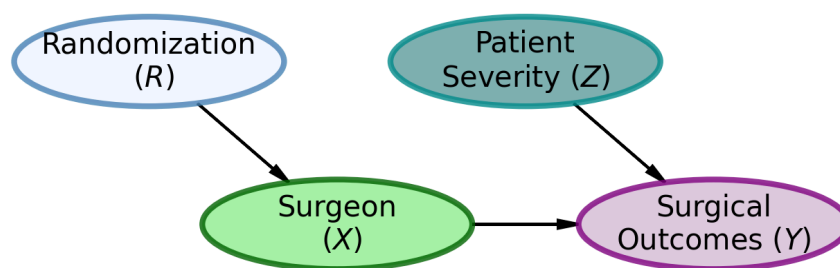 Randomization
(R)
Patient
Severity (Z)
Surgeon
(X)
Surgical
Outcomes (Y)